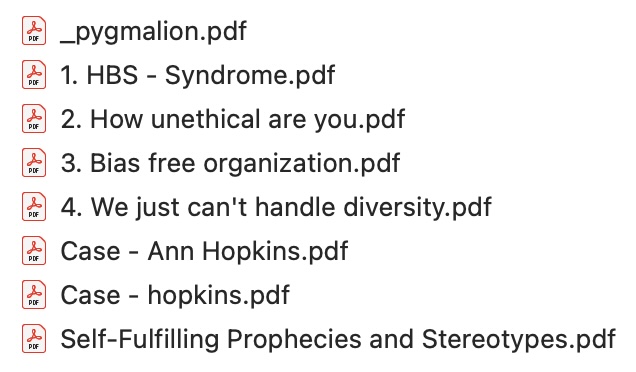 PDF
_pygmalion.pdf
PDF
1. HBS - Syndrome.pdf
PDF
2. How unethical are you.pdf
PDF
3. Bias free organization.pdf
PDF
4. We just can't handle diversity.pdf
PDF
Case - Ann Hopkins.pdf
PDF
Case - hopkins.pdf
PDF
Self-Fulfilling Prophecies and Stereotypes.pdf